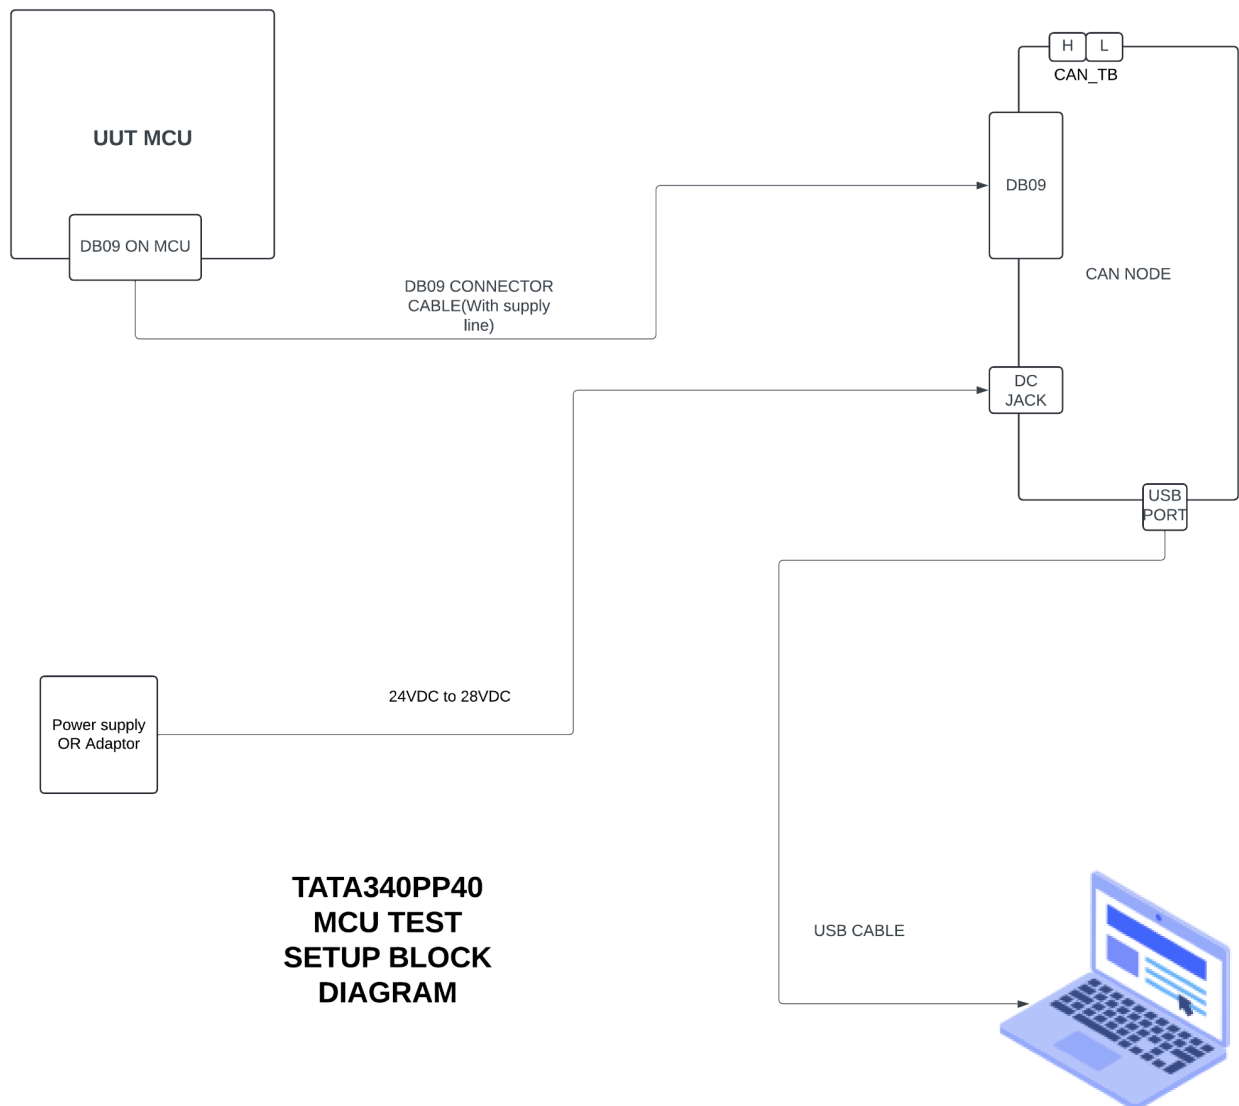 H L
CAN_TB
UUT MCU
DB09
DB09 ON MCU
CAN NODE
DB09 CONNECTOR
CABLE(With supply
line)
DC
JACK
USB
PORT
24VDC to 28VDC
Power supply
OR Adaptor
TATA340PP40
MCU TEST
SETUP BLOCK
DIAGRAM
USB CABLE